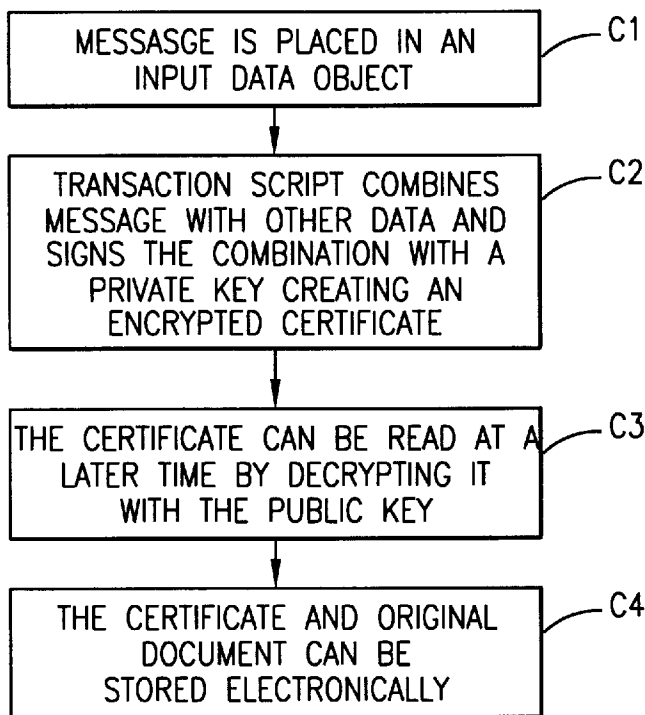 MESSASGE IS PLACED IN AN
INPUT DATA OBJECT
C1
TRANSACTION SCRIPT COMBINES
MESSAGE WITH OTHER DATA AND
SIGNS THE COMBINATION WITH A
PRIVATE KEY CREATING AN
ENCRYPTED CERTIFICATE
C2
THE CERTIFICATE CAN BE READ AT A
LATER TIME BY DECRYPTING IT
WITH THE PUBLIC KEY
C3
THE CERTIFICATE AND ORIGINAL
DOCUMENT CAN BE
STORED ELECTRONICALLY
C4